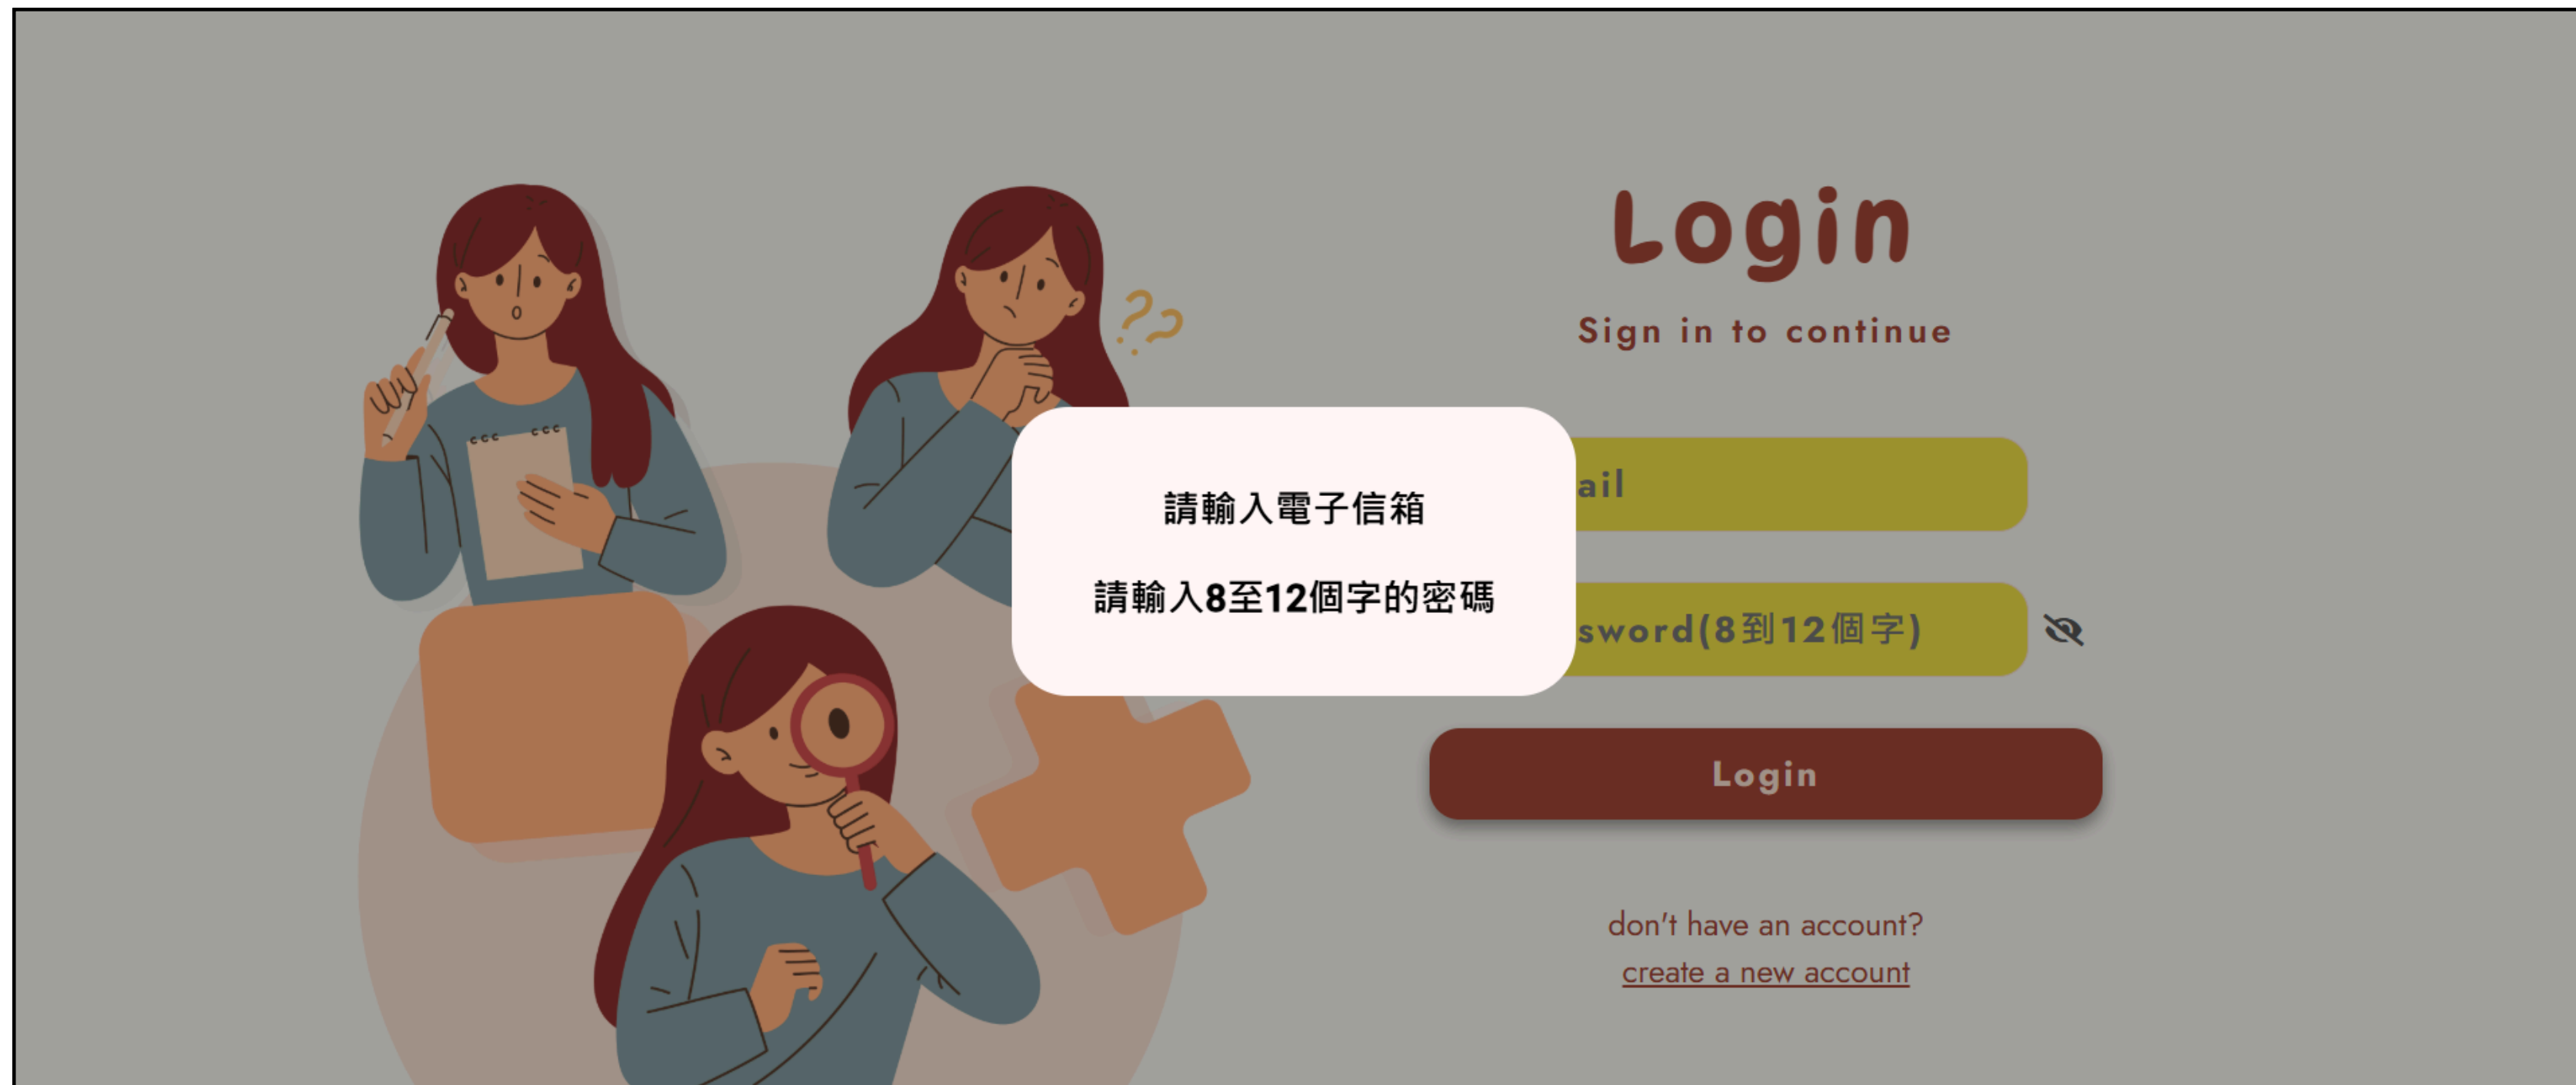 Login
Sign in to continue
請輸入電子信箱
請輸入8至12個字的密碼
ail
sword(8到12個字)
Login
don't have an account?
create a new account